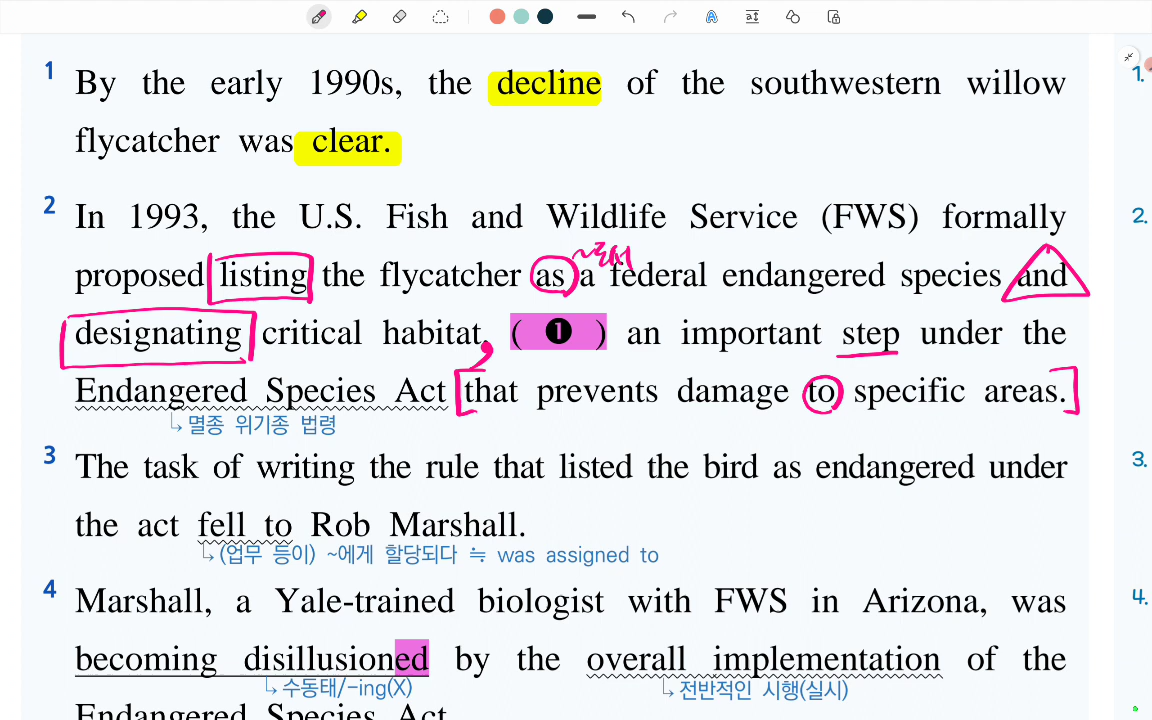 1 By the early 1990s, the decline of the southwestern willow
flycatcher was clear.
2 In 1993, the U.S. Fish and Wildlife Service (FWS) formally
~로서
proposed listing the flycatcher as a federal endangered species and
designating critical habitat, ( ❶ ) an important step under the
Endangered Species Act that prevents damage to specific areas.
↳ 멸종 위기종 법령
3 The task of writing the rule that listed the bird as endangered under
the act fell to Rob Marshall.
↳ (업무 등이) ~에게 할당되다 ≒ was assigned to
4 Marshall, a Yale-trained biologist with FWS in Arizona, was
becoming disillusioned by the overall implementation of the
↳ 수동태/-ing(X) ↳ 전반적인 시행(실시)
Endangered Species Act
1.
2.
3.
4.